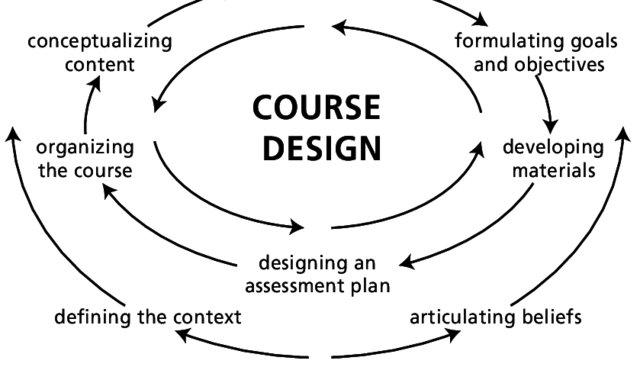 conceptualizing
content
formulating goals
and objectives
COURSE
DESIGN
organizing
the course
developing
materials
designing an
assessment plan
defining the context
articulating beliefs